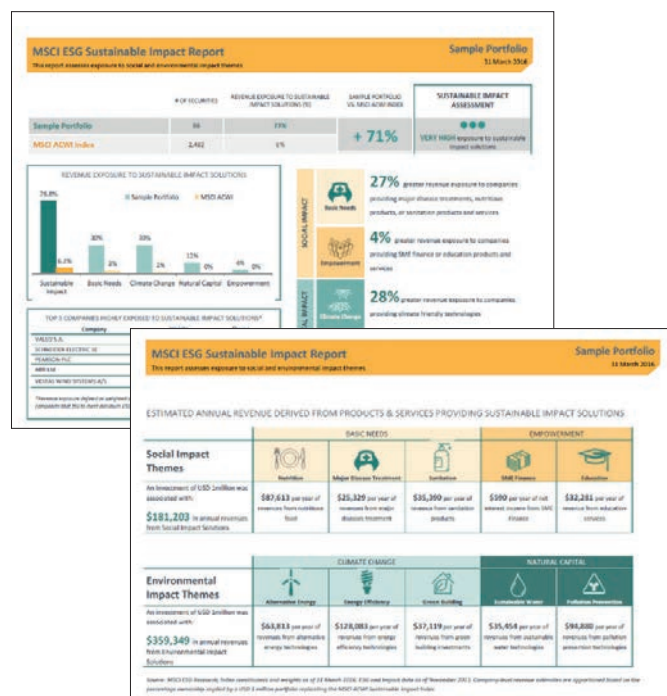 MSCI ESG Sustainable Impact Report
This report assesses exposure to social and environmental impact themes
Sample Portfolio
31 March 2016
# OF SECURITIES
REVENUE EXPOSURE TO SUSTAINABLE
IMPACT SOLUTIONS (%)
SAMPLE PORTFOLIO
VS. MSCI ACWI INDEX
SUSTAINABLE IMPACT
ASSESSMENT
Sample Portfolio
MSCI ACWI Index
+ 71%
VERY HIGH exposure to sustainable
impact solutions
REVENUE EXPOSURE TO SUSTAINABLE IMPACT SOLUTIONS
Sample Portfolio
MSCI ACWI
Sustainable
Impact
Basic Needs
Climate Change
Natural Capital
Empowerment
SOCIAL IMPACT
Basic Needs
27% greater revenue exposure to companies
providing major disease treatments, nutritious
products, or sanitation products and services
Empowerment
4% greater revenue exposure to companies
providing SME finance or education products and
services
Climate Change
28% greater revenue exposure to companies
providing climate friendly technologies
TOP 5 COMPANIES HIGHLY EXPOSED TO SUSTAINABLE IMPACT SOLUTIONS*
Company
SCHNEIDER ELECTRIC SE
PEARSON PLC
VESTAS WIND SYSTEMS A/S
MSCI ESG Sustainable Impact Report
This report assesses exposure to social and environmental impact themes
Sample Portfolio
31 March 2016
ESTIMATED ANNUAL REVENUE DERIVED FROM PRODUCTS & SERVICES PROVIDING SUSTAINABLE IMPACT SOLUTIONS
BASIC NEEDS
EMPOWERMENT
Social Impact
Themes
Nutrition
Major Disease Treatment
Sanitation
SME Finance
Education
An investment of USD 1million was
associated with:
$181,203 in annual revenues
from Social Impact Solutions
$87,613 per year of
revenues from nutritious
food
$25,329 per year of
revenues from major
diseases treatment
$35,390 per year of
revenues from sanitation
products
$590 per year of net
interest income from SME
Finance
$32,281 per year of
revenue from education
services
CLIMATE CHANGE
NATURAL CAPITAL
Environmental
Impact Themes
Alternative Energy
Energy Efficiency
Green Building
Sustainable Water
Pollution Prevention
An investment of USD 1million was
associated with:
$359,349 in annual revenues
from Environmental Impact
Solutions
$63,813 per year of
revenues from alternative
energy technologies
$128,083 per year of
revenues from energy
efficiency technologies
$37,119 per year of
revenues from green
building investments
$35,454 per year of
revenues from sustainable
water technologies
$94,880 per year of
revenues from pollution
prevention technologies